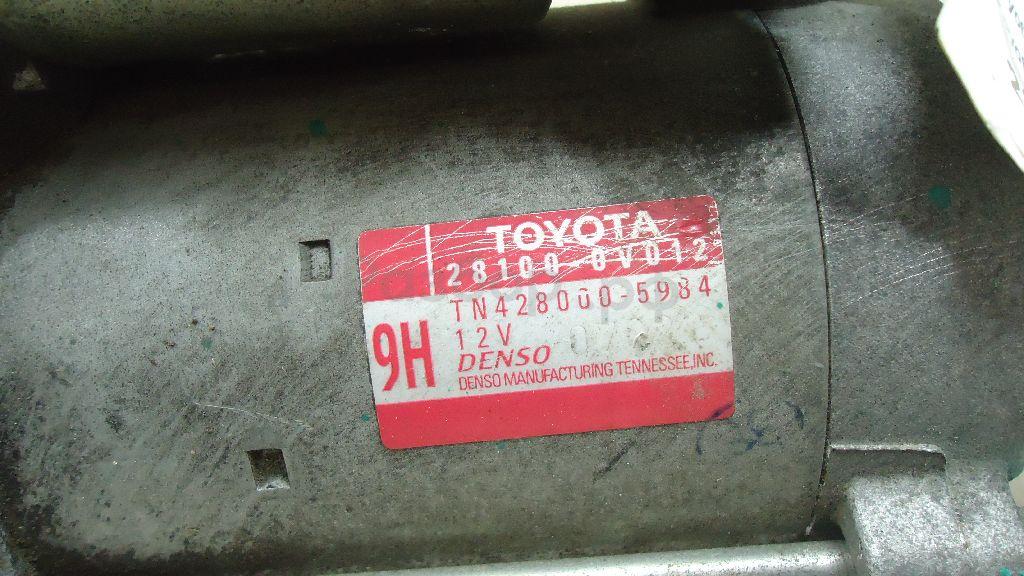 TOYOTA
28100-0V012
TN428000-5984
9H
12V
DENSO
DENSO MANUFACTURING TENNESSEE,INC.